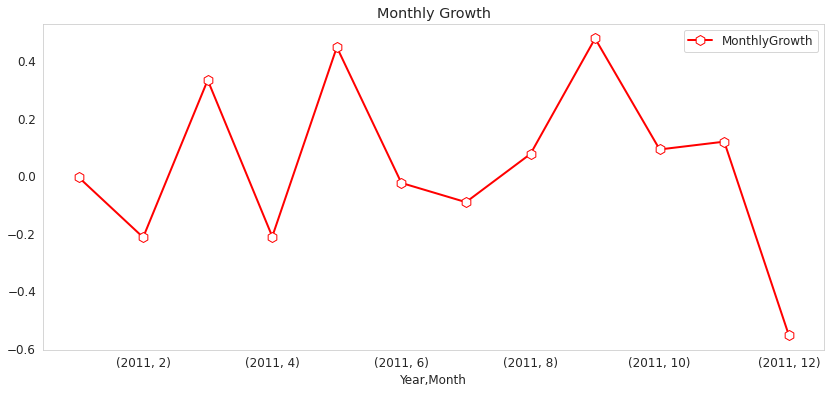 Monthly Growth
MonthlyGrowth
0.4
0.2
0.0
−0.2
−0.4
−0.6
(2011, 2) (2011, 4) (2011, 6) (2011, 8) (2011, 10) (2011, 12)
Year,Month